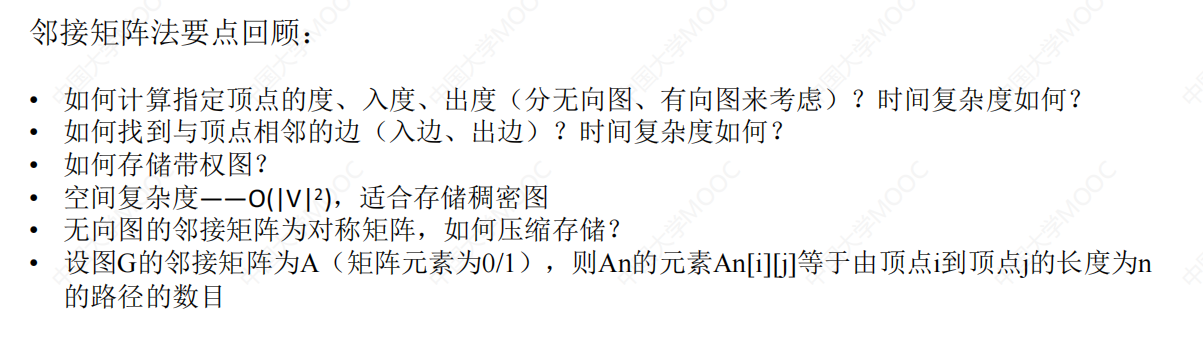 邻接矩阵法要点回顾：
• 如何计算指定顶点的度、入度、出度（分无向图、有向图来考虑）？时间复杂度如何？
• 如何找到与顶点相邻的边（入边、出边）？时间复杂度如何？
• 如何存储带权图？
• 空间复杂度——O(|V|²)，适合存储稠密图
• 无向图的邻接矩阵为对称矩阵，如何压缩存储？
• 设图G的邻接矩阵为A（矩阵元素为0/1），则An的元素An[i][j]等于由顶点i到顶点j的长度为n
的路径的数目